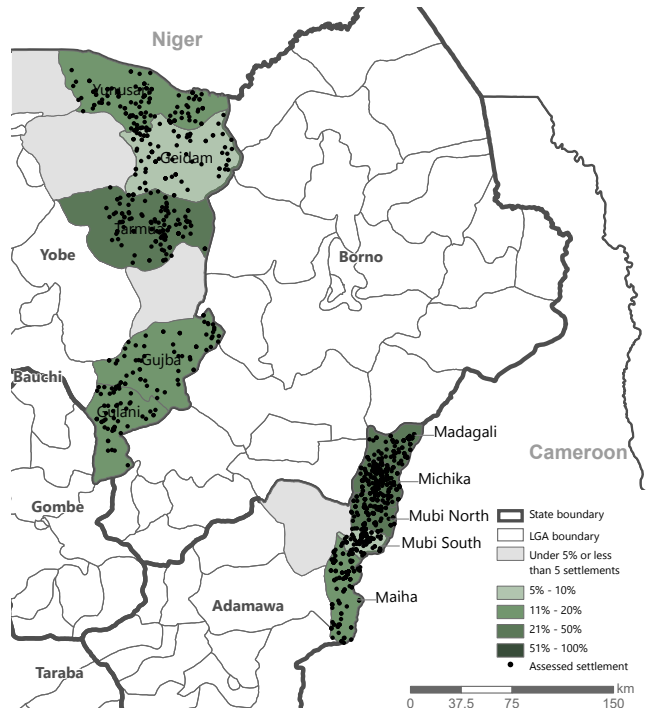 Niger
Yunusari
Geidam
Tarmua
Yobe
Borno
Gujba
Bauchi
Gulani
Madagali
Cameroon
Michika
Gombe
Mubi North
Mubi South
Maiha
Adamawa
Taraba
State boundary
LGA boundary
Under 5% or less
than 5 settlements
5% - 10%
11% - 20%
21% - 50%
51% - 100%
Assessed settlement
km
0 37.5 75 150